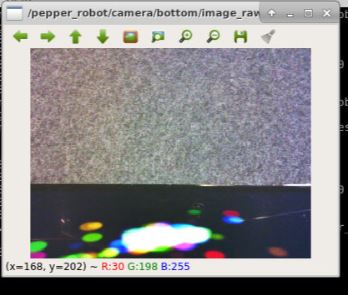 /pepper_robot/camera/bottom/image_raw
(x=168, y=202) ~ R:30 G:198 B:255